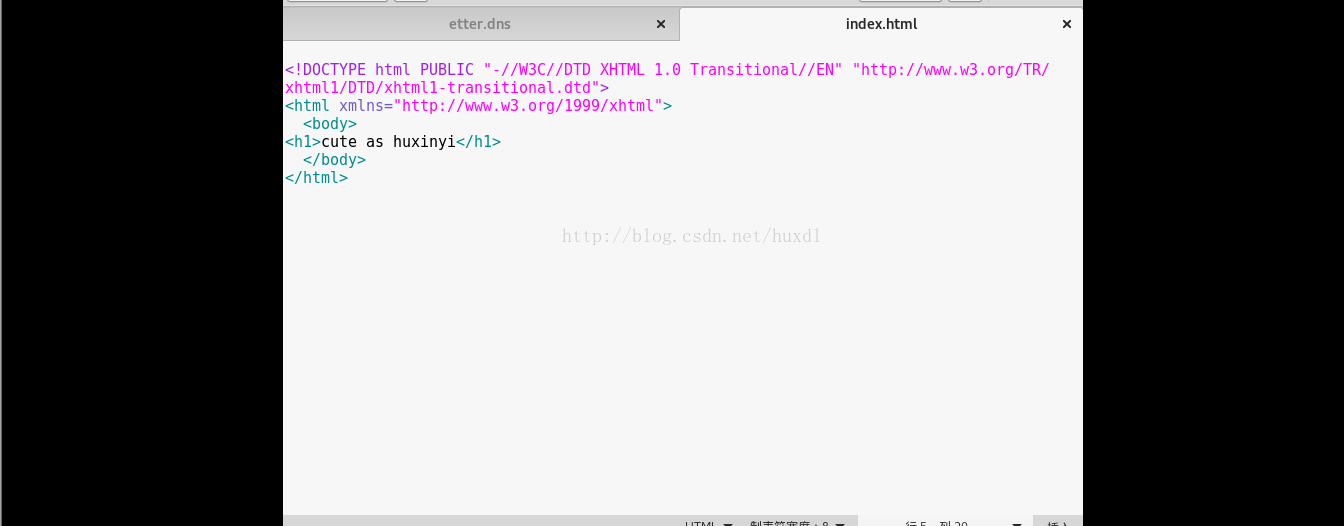 etter.dns × index.html ×
<!DOCTYPE html PUBLIC "-//W3C//DTD XHTML 1.0 Transitional//EN" "http://www.w3.org/TR/
xhtml1/DTD/xhtml1-transitional.dtd">
<html xmlns="http://www.w3.org/1999/xhtml">
<body>
<h1>cute as huxinyi</h1>
</body>
</html>
http://blog.csdn.net/huxdl
HTML ▼ 制表符宽度：8 ▼ 行 5，列 20 ▼ 插入